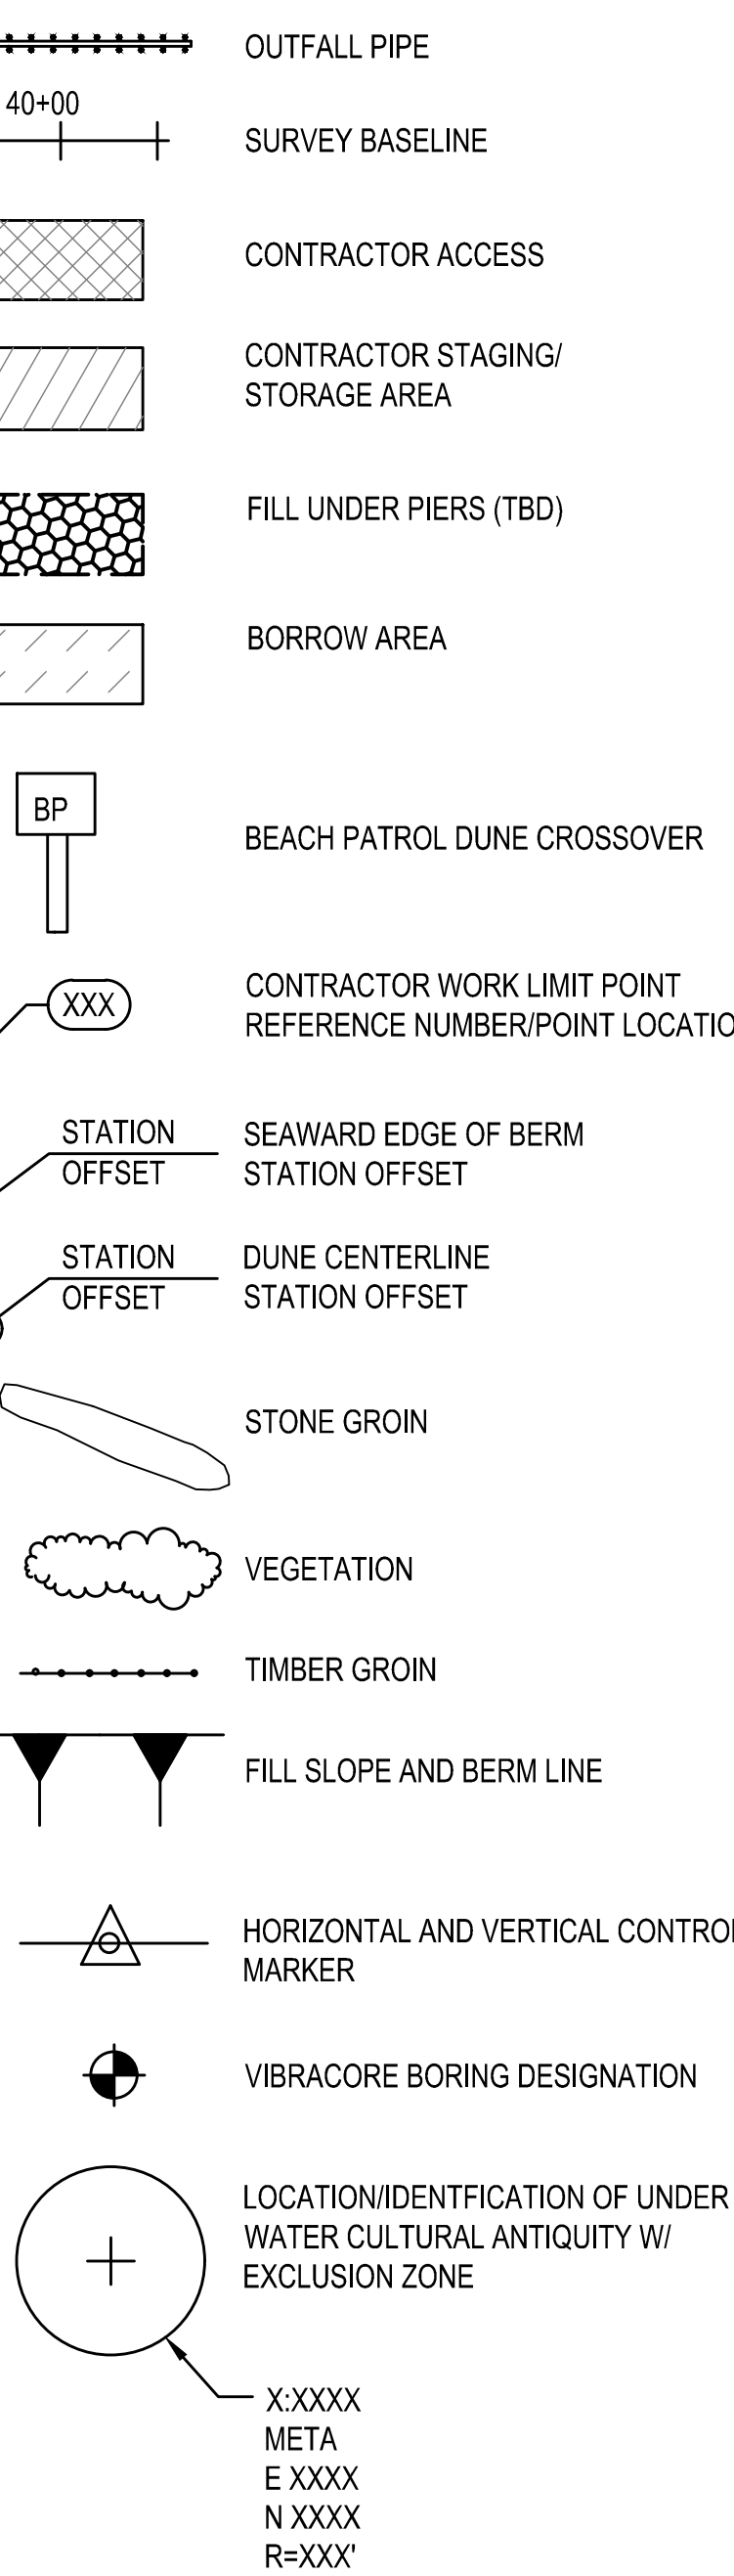 OUTFALL PIPE
40+00
SURVEY BASELINE
CONTRACTOR ACCESS
CONTRACTOR STAGING/
STORAGE AREA
FILL UNDER PIERS (TBD)
BORROW AREA
BP
BEACH PATROL DUNE CROSSOVER
XXX
CONTRACTOR WORK LIMIT POINT
REFERENCE NUMBER/POINT LOCATIO
STATION
OFFSET
SEAWARD EDGE OF BERM
STATION OFFSET
STATION
OFFSET
DUNE CENTERLINE
STATION OFFSET
STONE GROIN
VEGETATION
TIMBER GROIN
FILL SLOPE AND BERM LINE
HORIZONTAL AND VERTICAL CONTROL
MARKER
VIBRACORE BORING DESIGNATION
LOCATION/IDENTFICATION OF UNDER
WATER CULTURAL ANTIQUITY W/
EXCLUSION ZONE
X:XXXX
META
E XXXX
N XXXX
R=XXX'